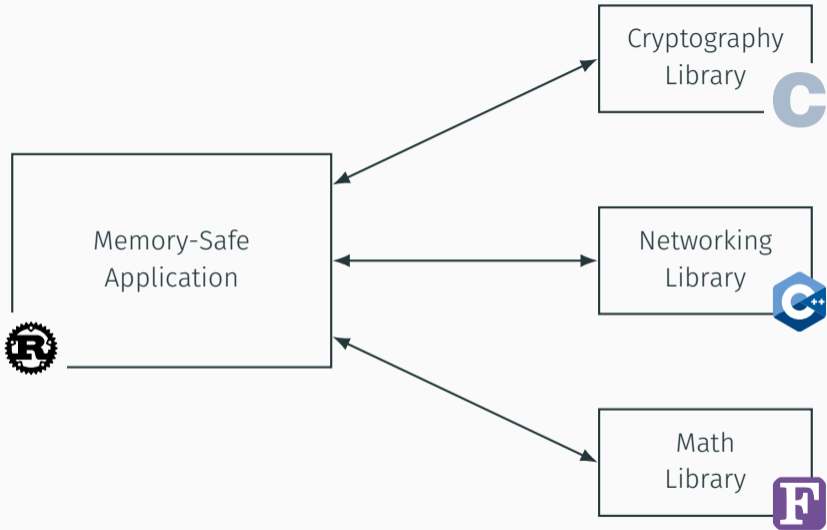 Cryptography
Library
C
Memory-Safe
Application
R
Networking
Library
C++
Math
Library
F